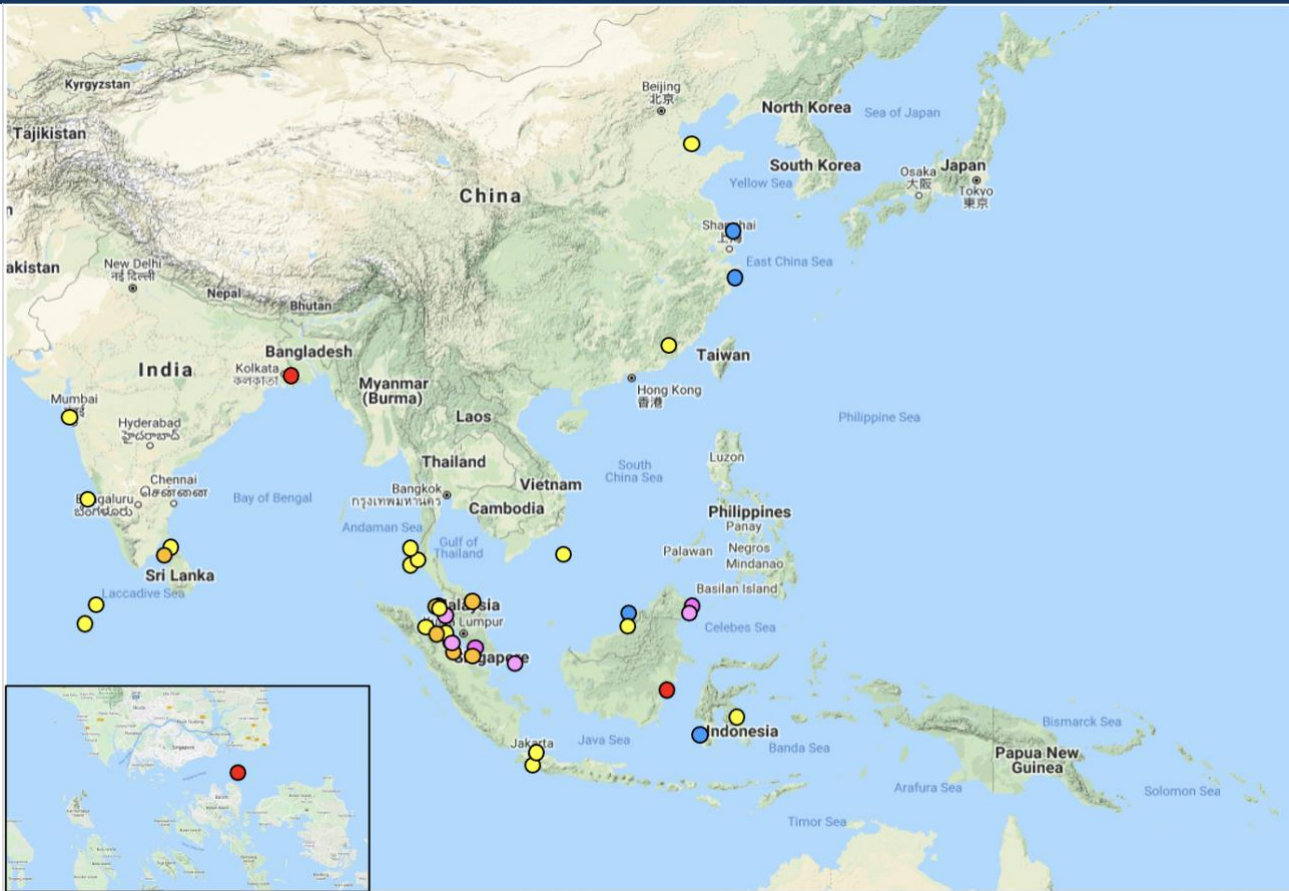 Kyrgyzstan
Beijing
北京
North Korea
Sea of Japan
Tajikistan
South Korea
Japan
Osaka
大阪
Tokyo
東京
China
Yellow Sea
Shanghai
East China Sea
akistan
New Delhi
नई दिल्ली
Nepal
Bhutan
Bangladesh
Taiwan
India
Kolkata
কলকাতা
Myanmar
(Burma)
Hong Kong
香港
Mumbai
Laos
Philippine Sea
Hyderabad
హైదరాబాద్
Luzon
Thailand
South
China Sea
Chennai
சென்னை
Vietnam
Bay of Bengal
Bangkok
กรุงเทพมหานคร
Cambodia
Philippines
Panay
Andaman Sea
Gulf of
Thailand
Palawan
Negros
Mindanao
Sri Lanka
Basilan Island
Laccadive Sea
Lumpur
Celebes Sea
Singapore
Indonesia
Bismarck Sea
Jakarta
Java Sea
Banda Sea
Papua New
Guinea
Arafura Sea
Solomon Sea
Timor Sea
Singapore